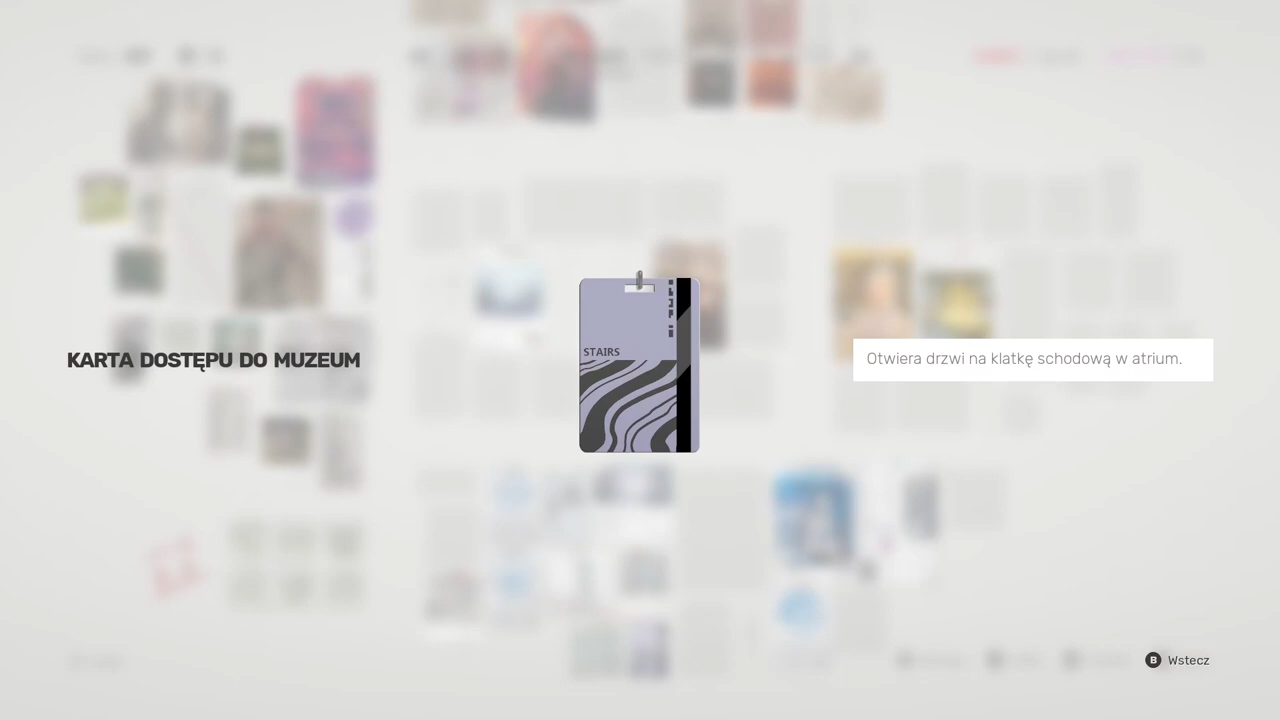 KARTA DOSTĘPU DO MUZEUM
STAIRS
Otwiera drzwi na klatkę schodową w atrium.
B Wstecz